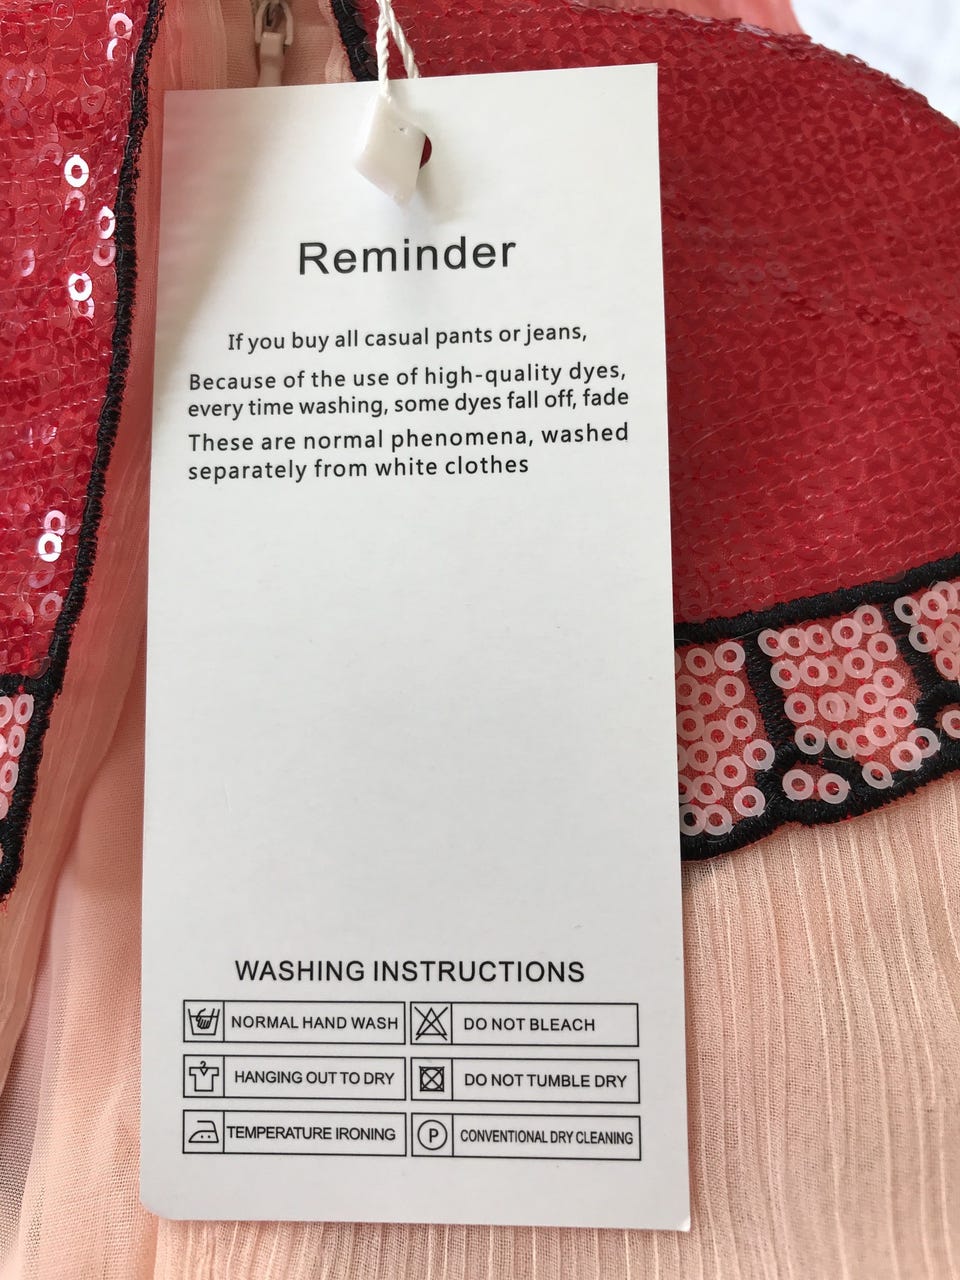 Reminder
If you buy all casual pants or jeans,
Because of the use of high-quality dyes,
every time washing, some dyes fall off, fade
These are normal phenomena, washed
separately from white clothes
WASHING INSTRUCTIONS
NORMAL HAND WASH
DO NOT BLEACH
HANGING OUT TO DRY
DO NOT TUMBLE DRY
TEMPERATURE IRONING
P CONVENTIONAL DRY CLEANING